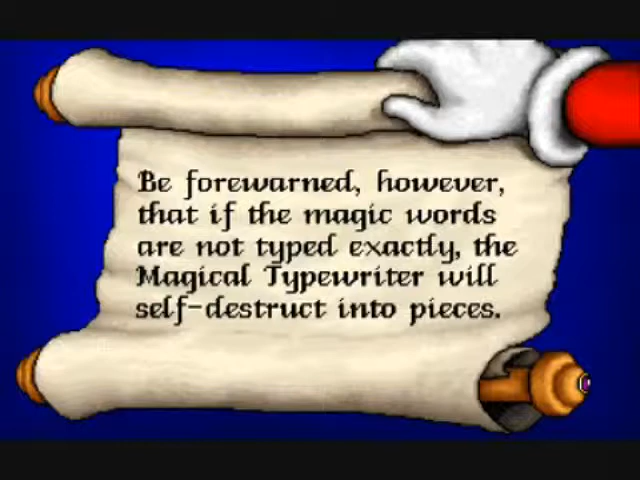 Be forewarned, however,
that if the magic words
are not typed exactly, the
Magical Typewriter will
self-destruct into pieces.